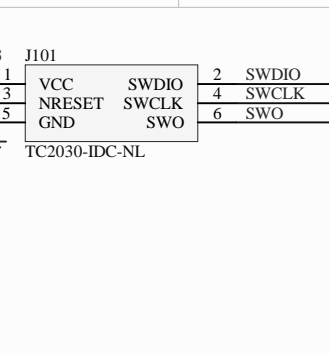 J101
1 VCC SWDIO 2 SWDIO
3 NRESET SWCLK 4 SWCLK
5 GND SWO 6 SWO
TC2030-IDC-NL